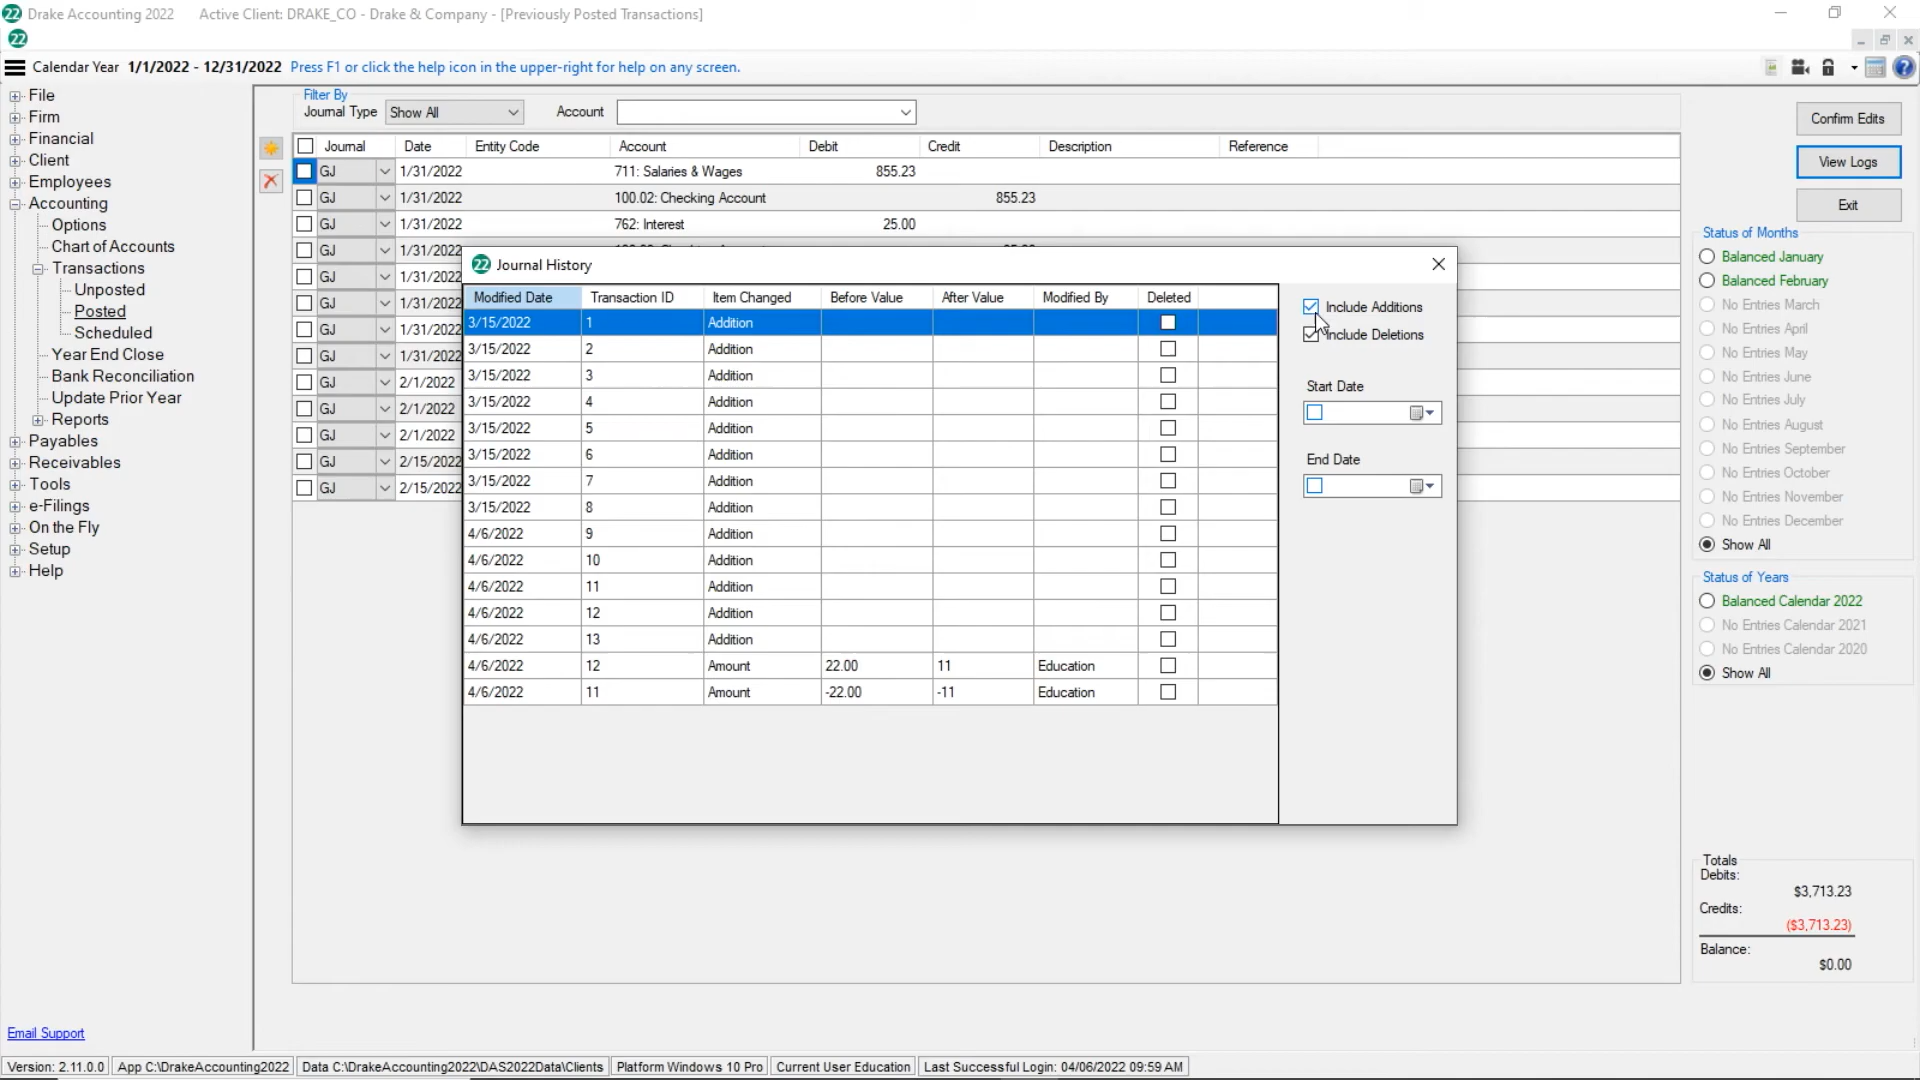 22 Drake Accounting 2022 Active Client: DRAKE_CO - Drake & Company - [Previously Posted Transactions]
22
Calendar Year 1/1/2022 - 12/31/2022 Press F1 or click the help icon in the upper-right for help on any screen.
File
Firm
Financial
Client
Employees
Accounting
Options
Chart of Accounts
Transactions
Unposted
Posted
Scheduled
Year End Close
Bank Reconciliation
Update Prior Year
Reports
Payables
Receivables
Tools
e-Filings
On the Fly
Setup
Help
Email Support
Filter By
Journal Type Show All Account
Journal Date Entity Code Account Debit Credit Description Reference
GJ 1/31/2022 711: Salaries & Wages 855.23
GJ 1/31/2022 100.02: Checking Account 855.23
GJ 1/31/2022 762: Interest 25.00
GJ 1/31/2022
GJ 1/31/2022
GJ 1/31/2022
GJ 1/31/2022
GJ 1/31/2022
GJ 2/1/2022
GJ 2/1/2022
GJ 2/1/2022
GJ 2/15/2022
GJ 2/15/2022
22 Journal History
Modified Date Transaction ID Item Changed Before Value After Value Modified By Deleted
3/15/2022 1 Addition
3/15/2022 2 Addition
3/15/2022 3 Addition
3/15/2022 4 Addition
3/15/2022 5 Addition
3/15/2022 6 Addition
3/15/2022 7 Addition
3/15/2022 8 Addition
4/6/2022 9 Addition
4/6/2022 10 Addition
4/6/2022 11 Addition
4/6/2022 12 Addition
4/6/2022 13 Addition
4/6/2022 12 Amount 22.00 11 Education
4/6/2022 11 Amount -22.00 -11 Education
Include Additions
Include Deletions
Start Date
End Date
Confirm Edits
View Logs
Exit
Status of Months
Balanced January
Balanced February
No Entries March
No Entries April
No Entries May
No Entries June
No Entries July
No Entries August
No Entries September
No Entries October
No Entries November
No Entries December
Show All
Status of Years
Balanced Calendar 2022
No Entries Calendar 2021
No Entries Calendar 2020
Show All
Totals
Debits:
$3,713.23
Credits:
($3,713.23)
Balance:
$0.00
Version: 2.11.0.0 App C:\DrakeAccounting2022 Data C:\DrakeAccounting2022\DAS2022Data\Clients Platform Windows 10 Pro Current User Education Last Successful Login: 04/06/2022 09:59 AM